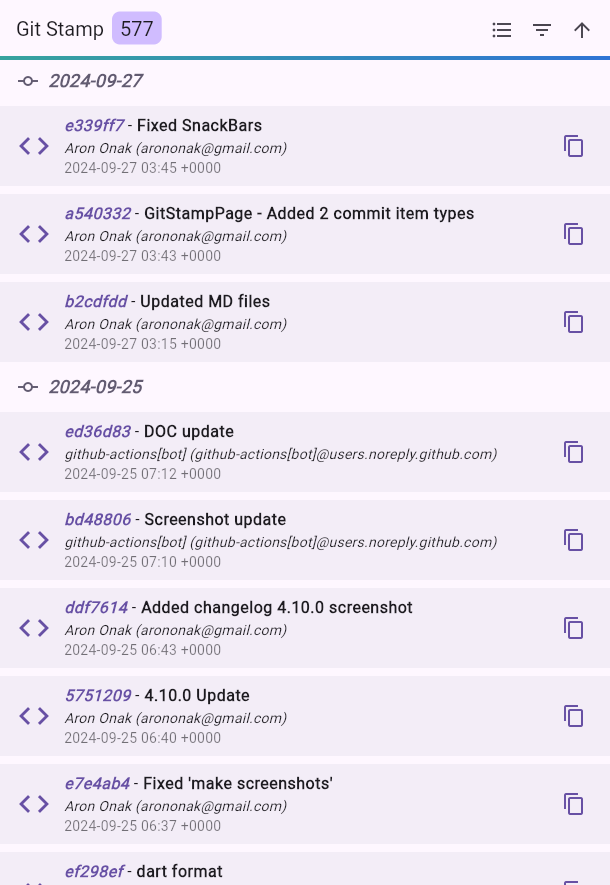 Git Stamp 577
2024-09-27
e339ff7 - Fixed SnackBars
Aron Onak (arononak@gmail.com)
2024-09-27 03:45 +0000
a540332 - GitStampPage - Added 2 commit item types
Aron Onak (arononak@gmail.com)
2024-09-27 03:43 +0000
b2cdfdd - Updated MD files
Aron Onak (arononak@gmail.com)
2024-09-27 03:15 +0000
2024-09-25
ed36d83 - DOC update
github-actions[bot] (github-actions[bot]@users.noreply.github.com)
2024-09-25 07:12 +0000
bd48806 - Screenshot update
github-actions[bot] (github-actions[bot]@users.noreply.github.com)
2024-09-25 07:10 +0000
ddf7614 - Added changelog 4.10.0 screenshot
Aron Onak (arononak@gmail.com)
2024-09-25 06:43 +0000
5751209 - 4.10.0 Update
Aron Onak (arononak@gmail.com)
2024-09-25 06:40 +0000
e7e4ab4 - Fixed 'make screenshots'
Aron Onak (arononak@gmail.com)
2024-09-25 06:37 +0000
ef298ef - dart format